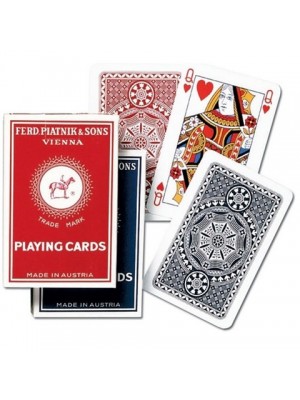 FERD. PIATNIK & SONS
VIENNA
TRADE MARK
PLAYING CARDS
MADE IN AUSTRIA
ONS
DS
MADE IN AUSTRIA
Q
Q